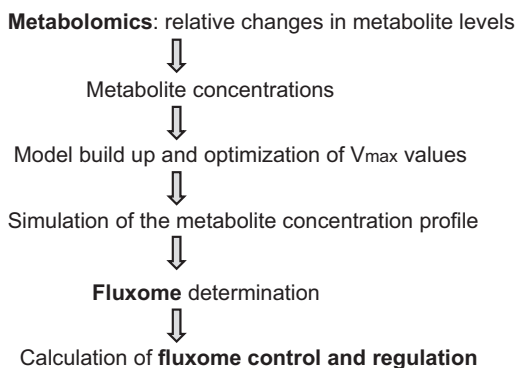 Metabolomics: relative changes in metabolite levels
Metabolite concentrations
Model build up and optimization of Vmax values
Simulation of the metabolite concentration profile
Fluxome determination
Calculation of fluxome control and regulation